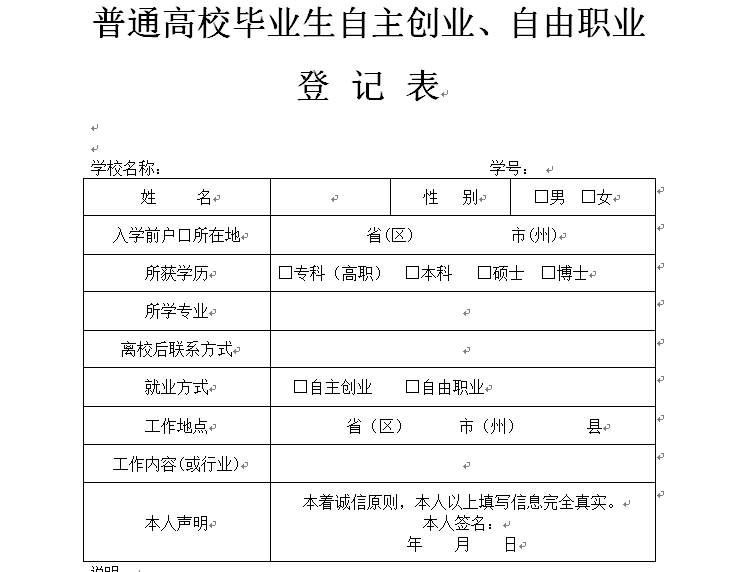 普通高校毕业生自主创业、自由职业
登 记 表
学校名称: 学号:
姓 名 性 别 □男 □女
入学前户口所在地 省(区) 市(州)
所获学历 □专科（高职） □本科 □硕士 □博士
所学专业
离校后联系方式
就业方式 □自主创业 □自由职业
工作地点 省（区） 市（州） 县
工作内容(或行业)
本人声明 本着诚信原则，本人以上填写信息完全真实。
本人签名:
年 月 日
说明